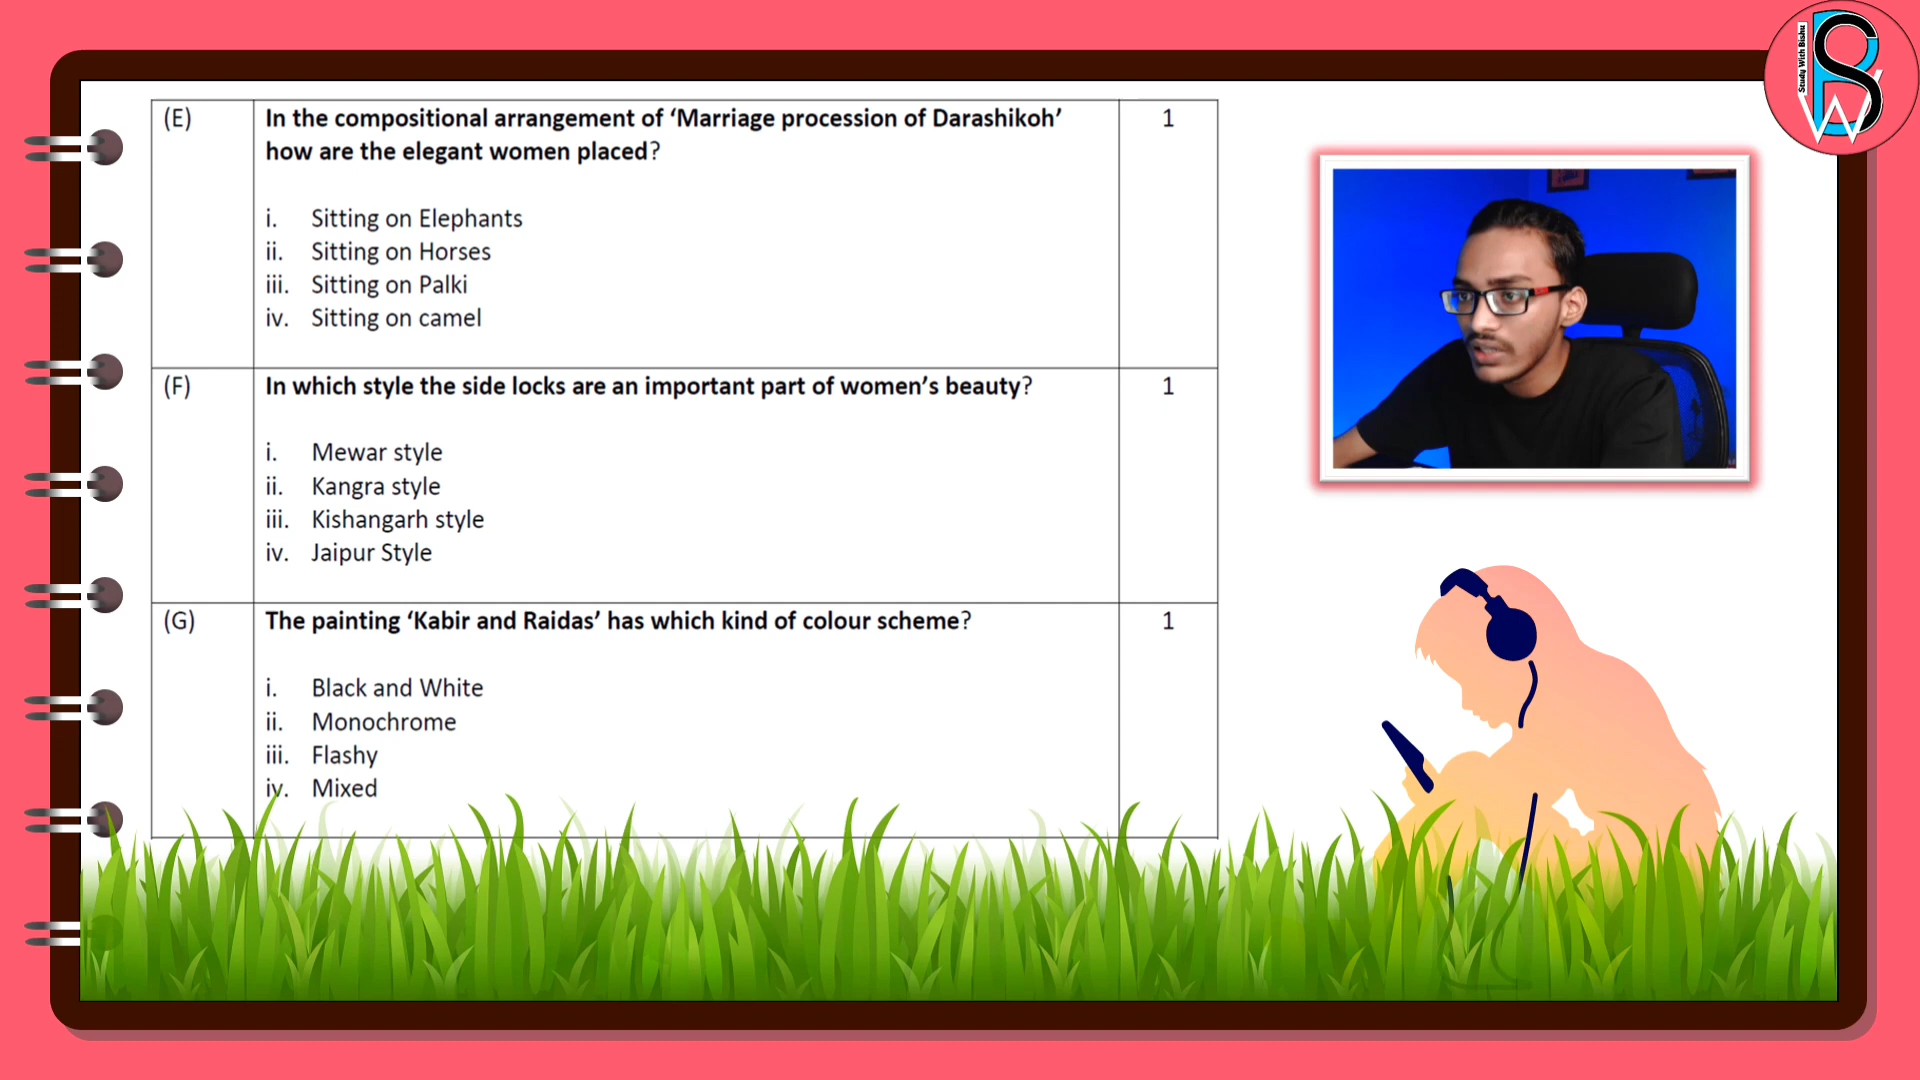 (E) In the compositional arrangement of ‘Marriage procession of Darashikoh’ 1
how are the elegant women placed?
i. Sitting on Elephants
ii. Sitting on Horses
iii. Sitting on Palki
iv. Sitting on camel
(F) In which style the side locks are an important part of women’s beauty? 1
i. Mewar style
ii. Kangra style
iii. Kishangarh style
iv. Jaipur Style
(G) The painting ‘Kabir and Raidas’ has which kind of colour scheme? 1
i. Black and White
ii. Monochrome
iii. Flashy
iv. Mixed
Study With Bishu
S
B
W